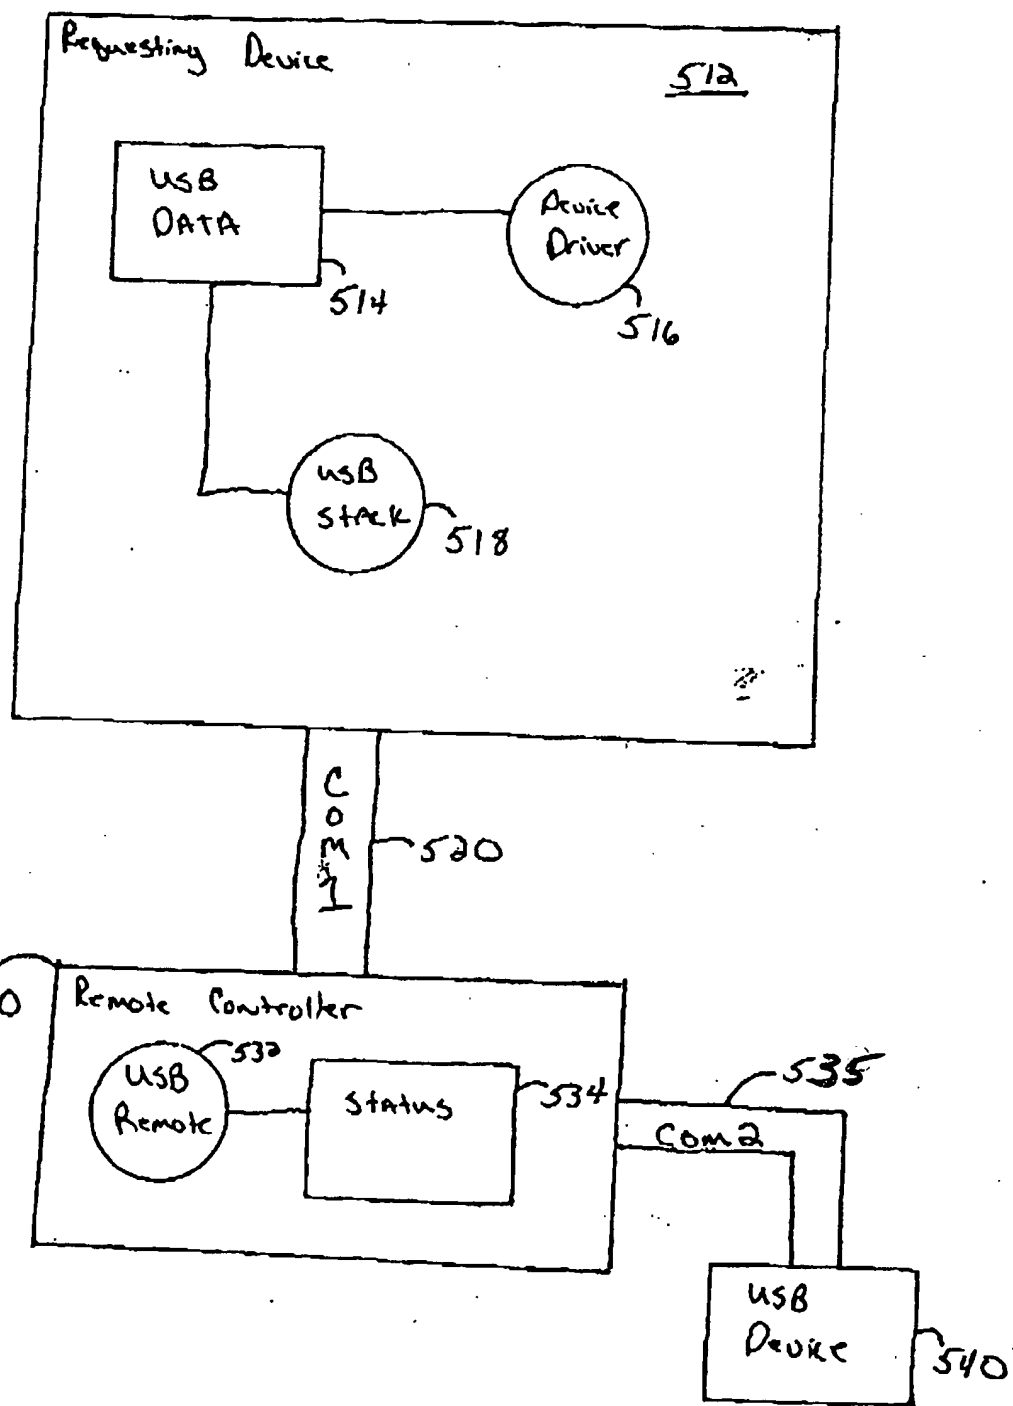 Requesting Device
512
USB
DATA
514
Device
Driver
516
USB
STACK
518
C
O
M
1
520
0
Remote Controller
532
USB
Remote
Status
534
535
Com2
USB
Device
540